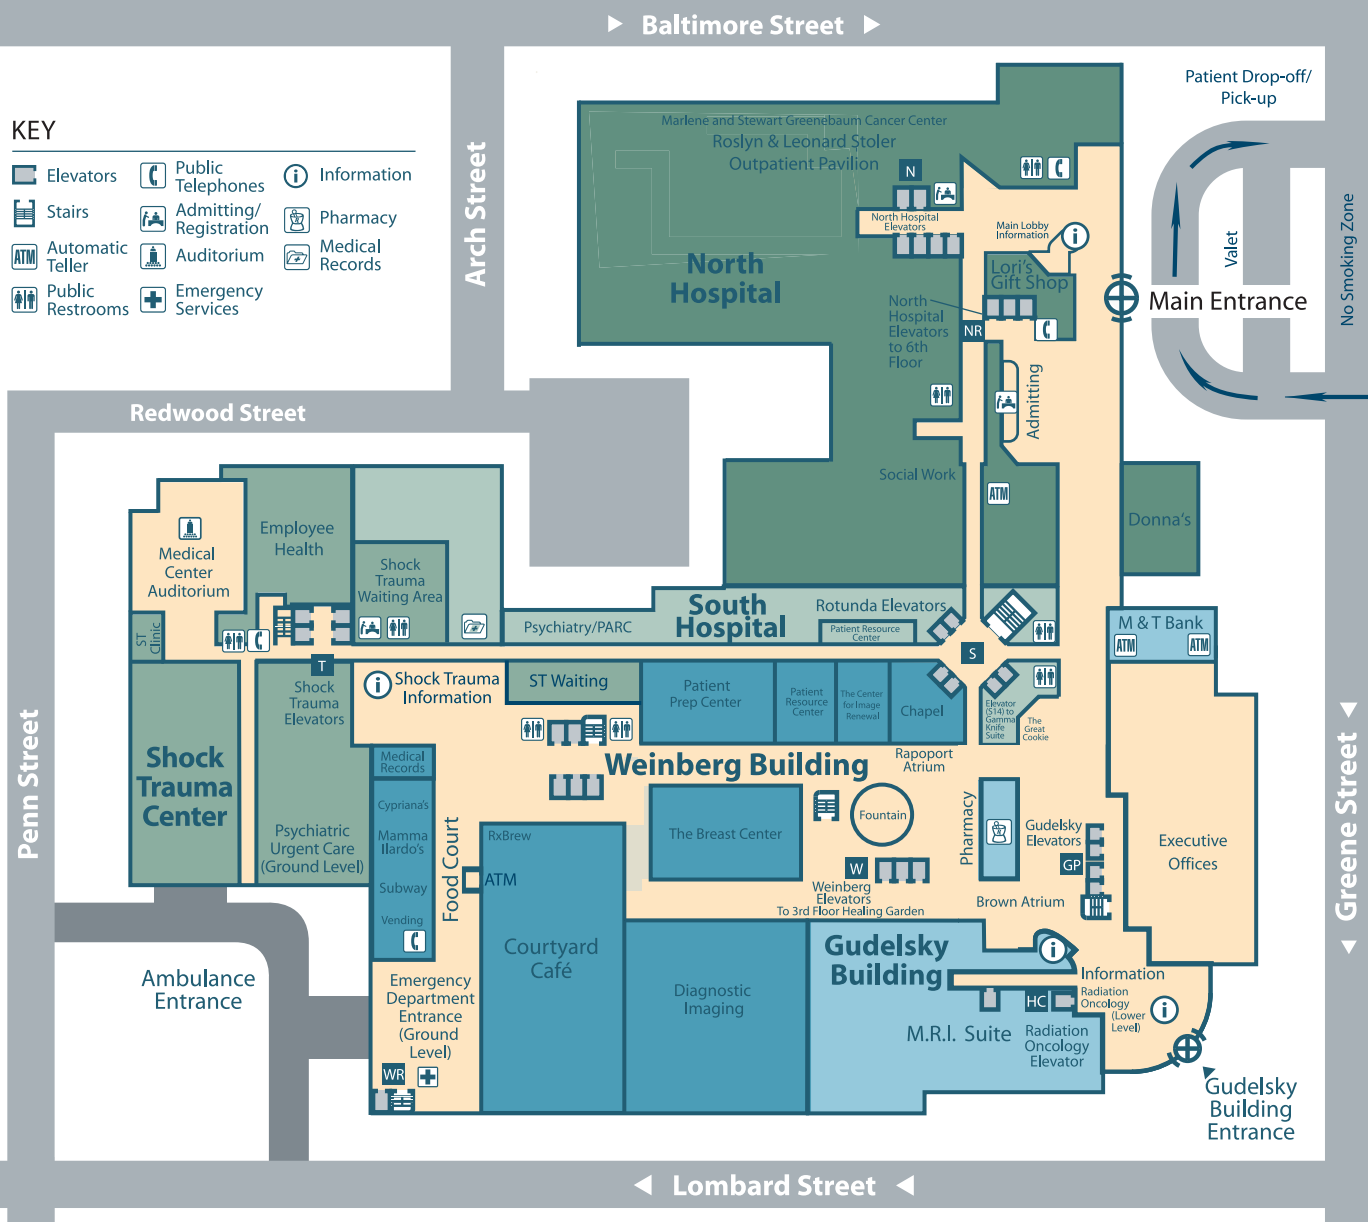 Baltimore Street
Patient Drop-off/
Pick-up
KEY
Elevators
Public
Telephones
Information
Stairs
Admitting/
Registration
Pharmacy
ATM
Automatic
Teller
Auditorium
Medical
Records
Public
Restrooms
Emergency
Services
Arch Street
Marlene and Stewart Greenebaum Cancer Center
Roslyn & Leonard Stoler
Outpatient Pavilion
N
North Hospital
Elevators
Main Lobby
Information
Valet
No Smoking Zone
North
Hospital
Lori's
Gift Shop
Main Entrance
North
Hospital
Elevators
to 6th
Floor
NR
Admitting
Redwood Street
Social Work
ATM
Donna's
Employee
Health
Medical
Center
Auditorium
Shock
Trauma
Waiting Area
ST
Clinic
Psychiatry/PARC
South
Hospital
Rotunda Elevators
Patient Resource
Center
S
M & T Bank
ATM
ATM
T
Shock
Trauma
Elevators
Shock Trauma
Information
ST Waiting
Patient
Prep Center
Patient
Resource
Center
The Center
for Image
Renewal
Chapel
Elevator
(S14) to
Gamma
Knife
Suite
The
Great
Cookie
Penn Street
Shock
Trauma
Center
Medical
Records
Weinberg Building
Rapoport
Atrium
Greene Street
Cypriana's
Mamma
Ilardo's
Subway
Vending
Food Court
RxBrew
ATM
The Breast Center
Fountain
Pharmacy
Gudelsky
Elevators
GP
Executive
Offices
Psychiatric
Urgent Care
(Ground Level)
W
Weinberg
Elevators
To 3rd Floor Healing Garden
Brown Atrium
Courtyard
Café
Gudelsky
Building
Ambulance
Entrance
Emergency
Department
Entrance
(Ground
Level)
Diagnostic
Imaging
Information
Radiation
Oncology
(Lower
Level)
HC
M.R.I. Suite
Radiation
Oncology
Elevator
WR
Gudelsky
Building
Entrance
Lombard Street